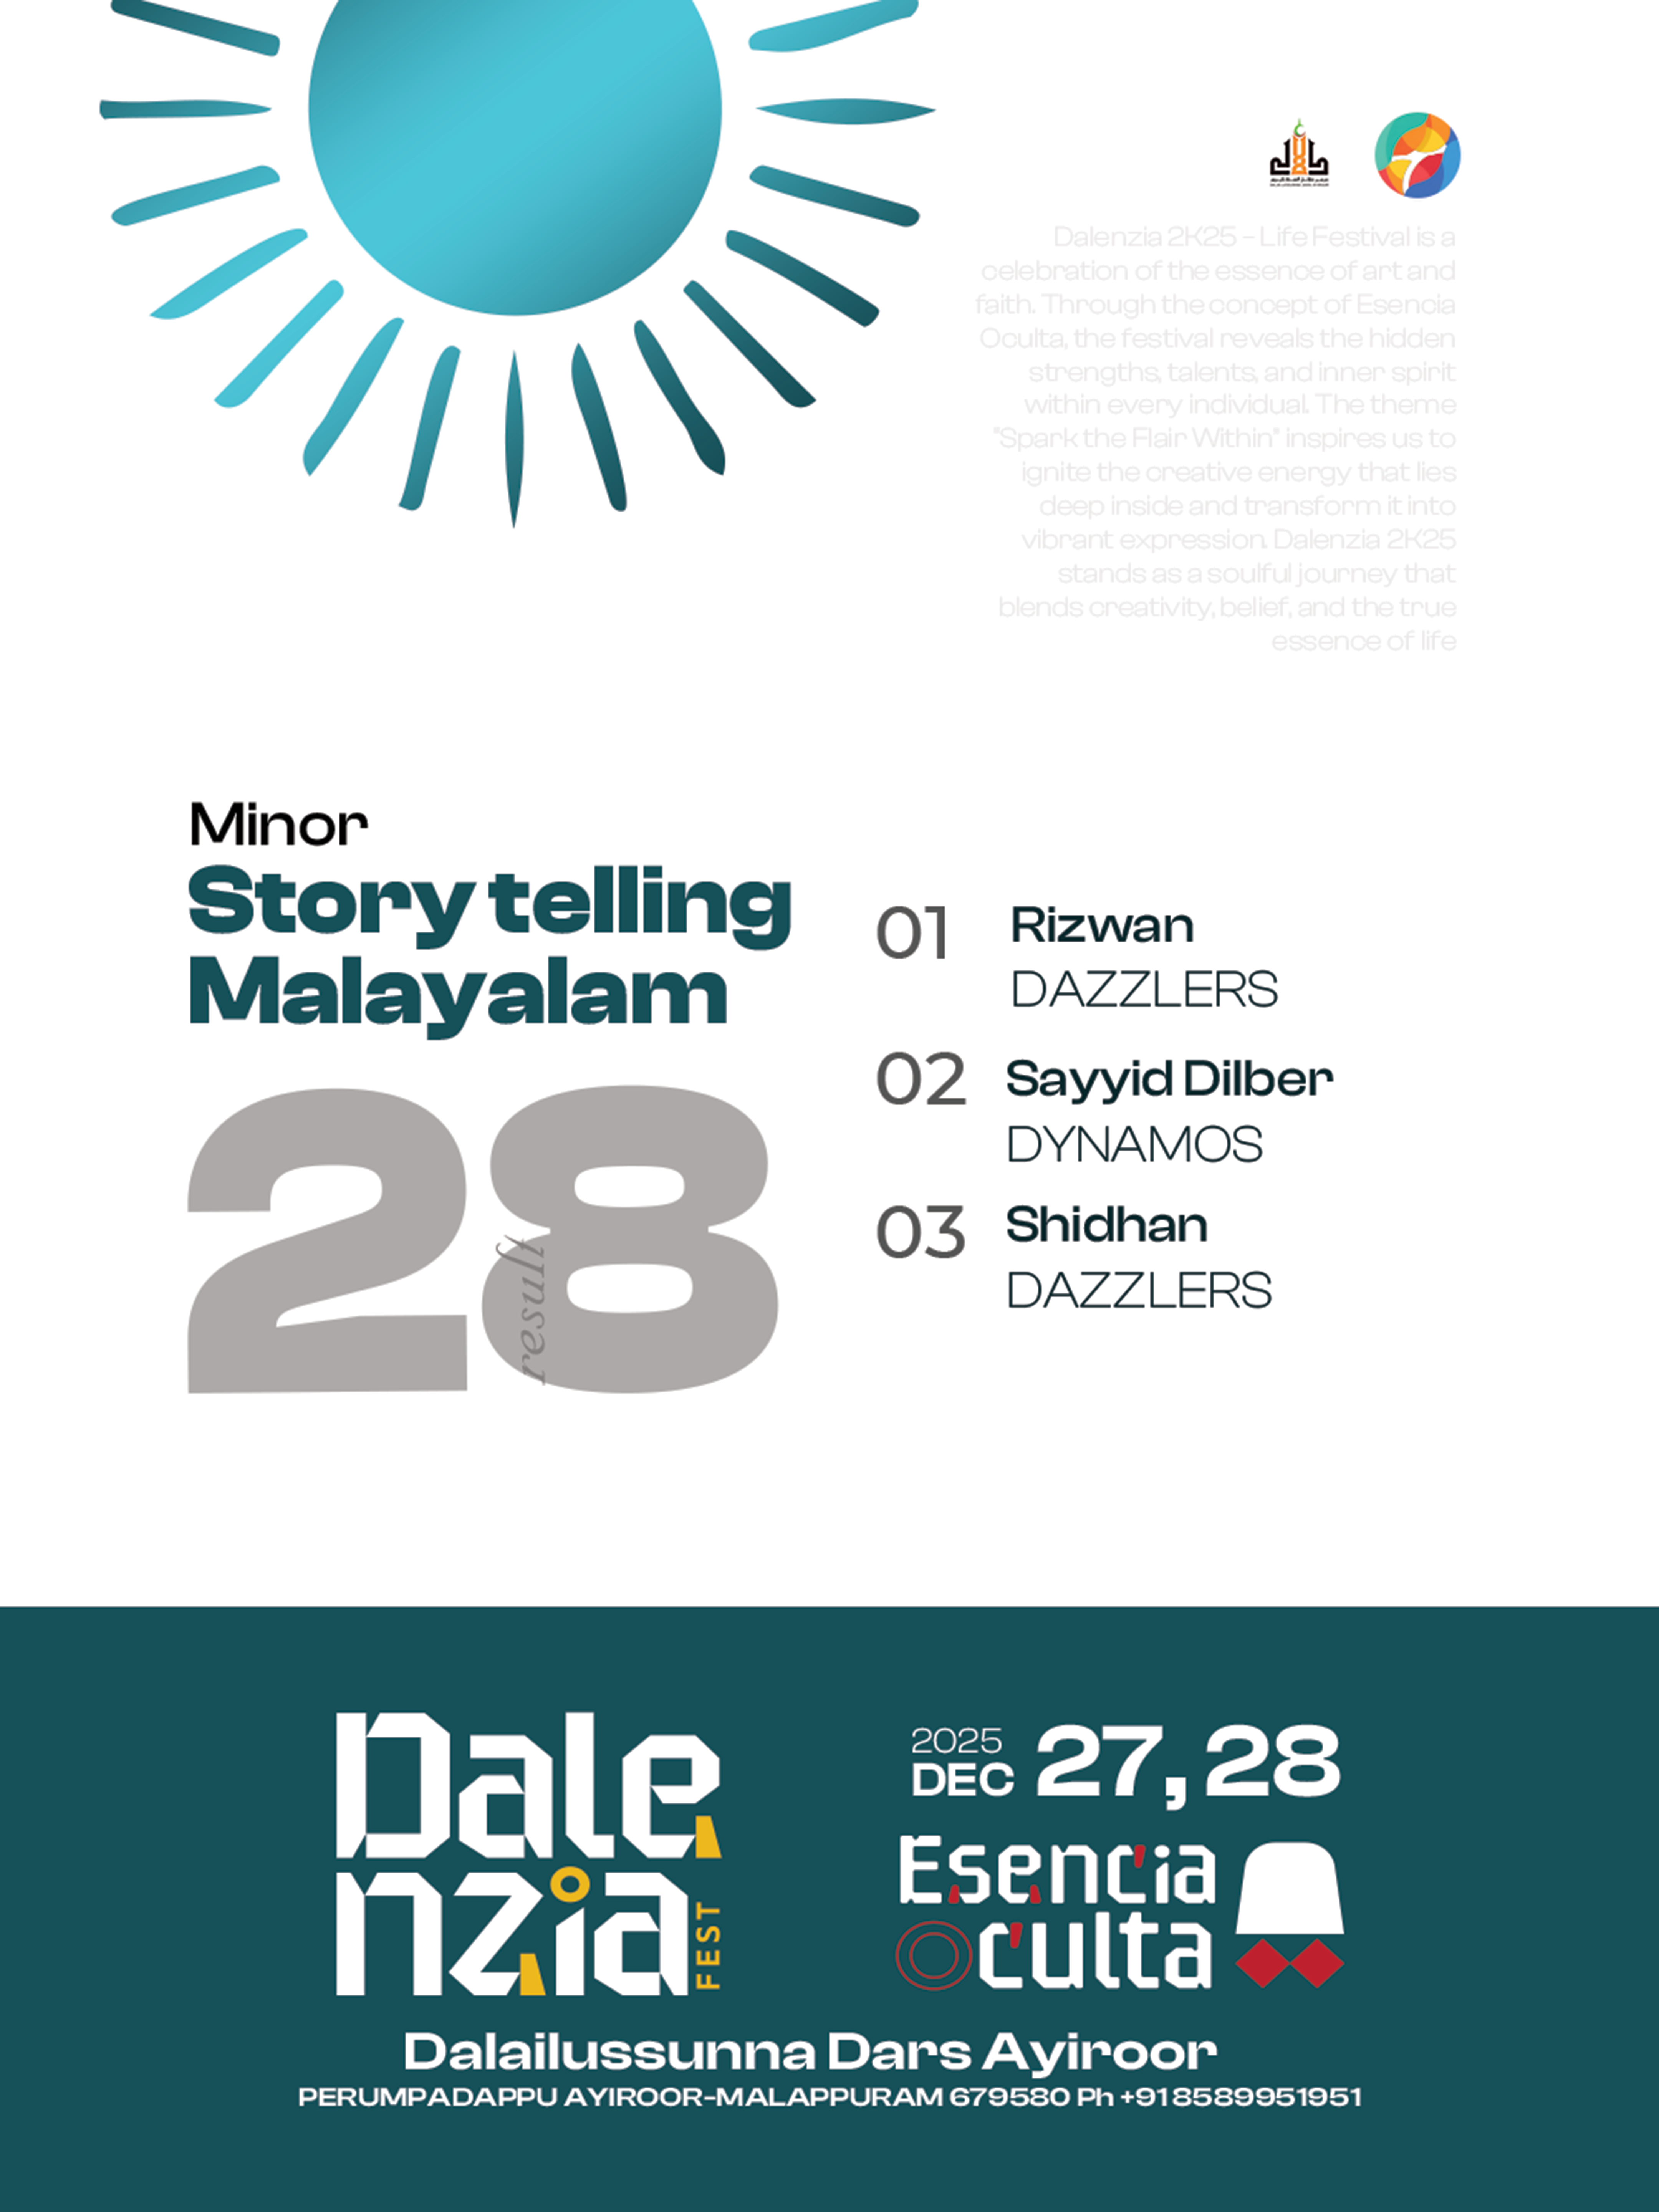 Dalenzia 2K25 – Life Festival is a
celebration of the essence of art and
faith. Through the concept of Esencia
Oculta, the festival reveals the hidden
strengths, talents, and inner spirit
within every individual. The theme
"Spark the Flair Within" inspires us to
ignite the creative energy that lies
deep inside and transform it into
vibrant expression. Dalenzia 2K25
stands as a soulful journey that
blends creativity, belief, and the true
essence of life
Minor
Story telling
Malayalam
28
result
01 Rizwan
DAZZLERS
02 Sayyid Dilber
DYNAMOS
03 Shidhan
DAZZLERS
Dale
nzia
FEST
2025
DEC 27,28
Esencia
Oculta
Dalailussunna Dars Ayiroor
PERUMPADAPPU AYIROOR-MALAPPURAM 679580 Ph +918589951951